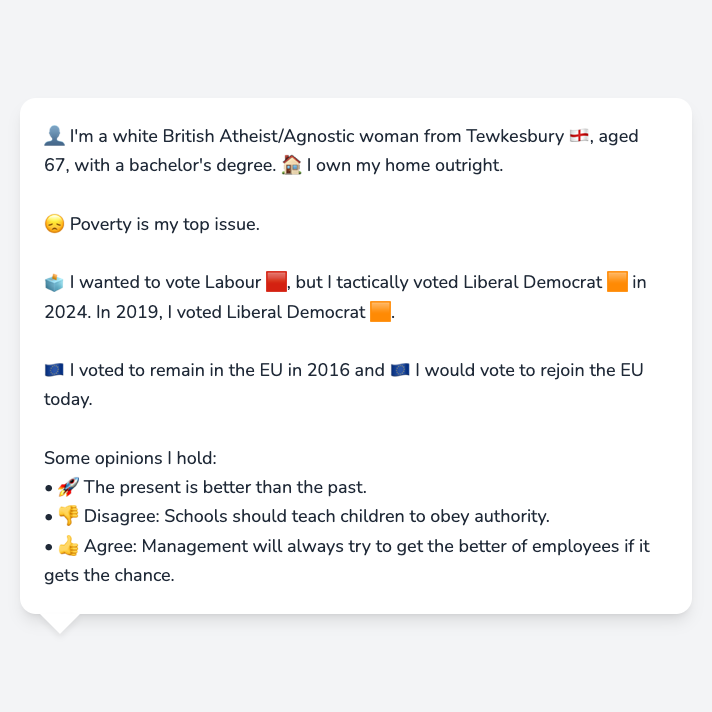 👤 I'm a white British Atheist/Agnostic woman from Tewkesbury 🏴󠁧󠁢󠁥󠁮󠁧󠁿, aged
67, with a bachelor's degree. 🏠 I own my home outright.
😞 Poverty is my top issue.
🗳️ I wanted to vote Labour 🟥, but I tactically voted Liberal Democrat 🟧 in
2024. In 2019, I voted Liberal Democrat 🟧.
🇪🇺 I voted to remain in the EU in 2016 and 🇪🇺 I would vote to rejoin the EU
today.
Some opinions I hold:
• 🚀 The present is better than the past.
• 👎 Disagree: Schools should teach children to obey authority.
• 👍 Agree: Management will always try to get the better of employees if it
gets the chance.